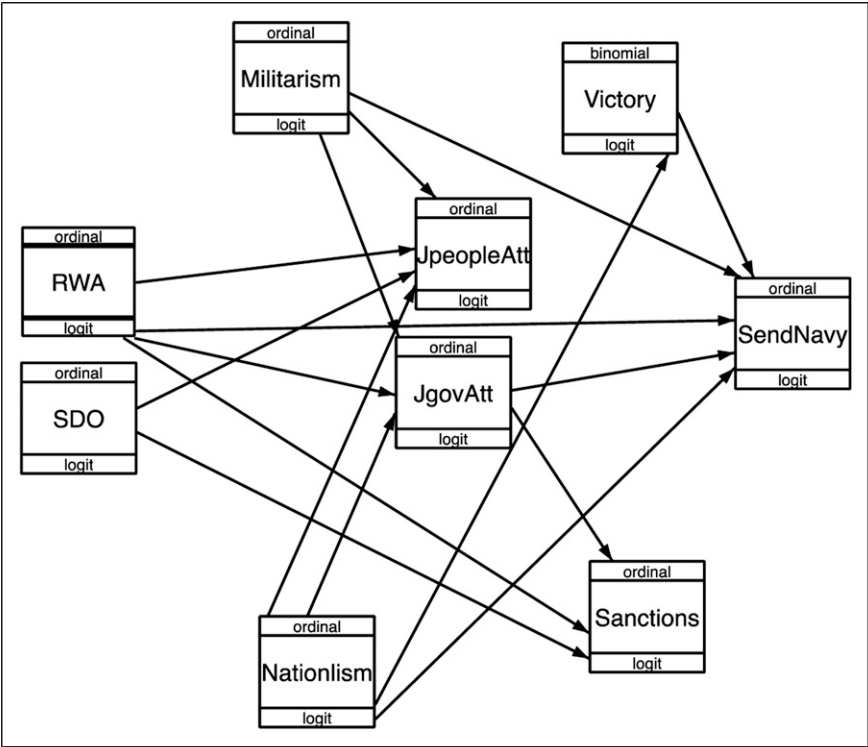 ordinal
Militarism
logit
binomial
Victory
logit
ordinal
JpeopleAtt
logit
ordinal
RWA
logit
ordinal
SendNavy
logit
ordinal
JgovAtt
logit
ordinal
SDO
logit
ordinal
Sanctions
logit
ordinal
Nationlism
logit